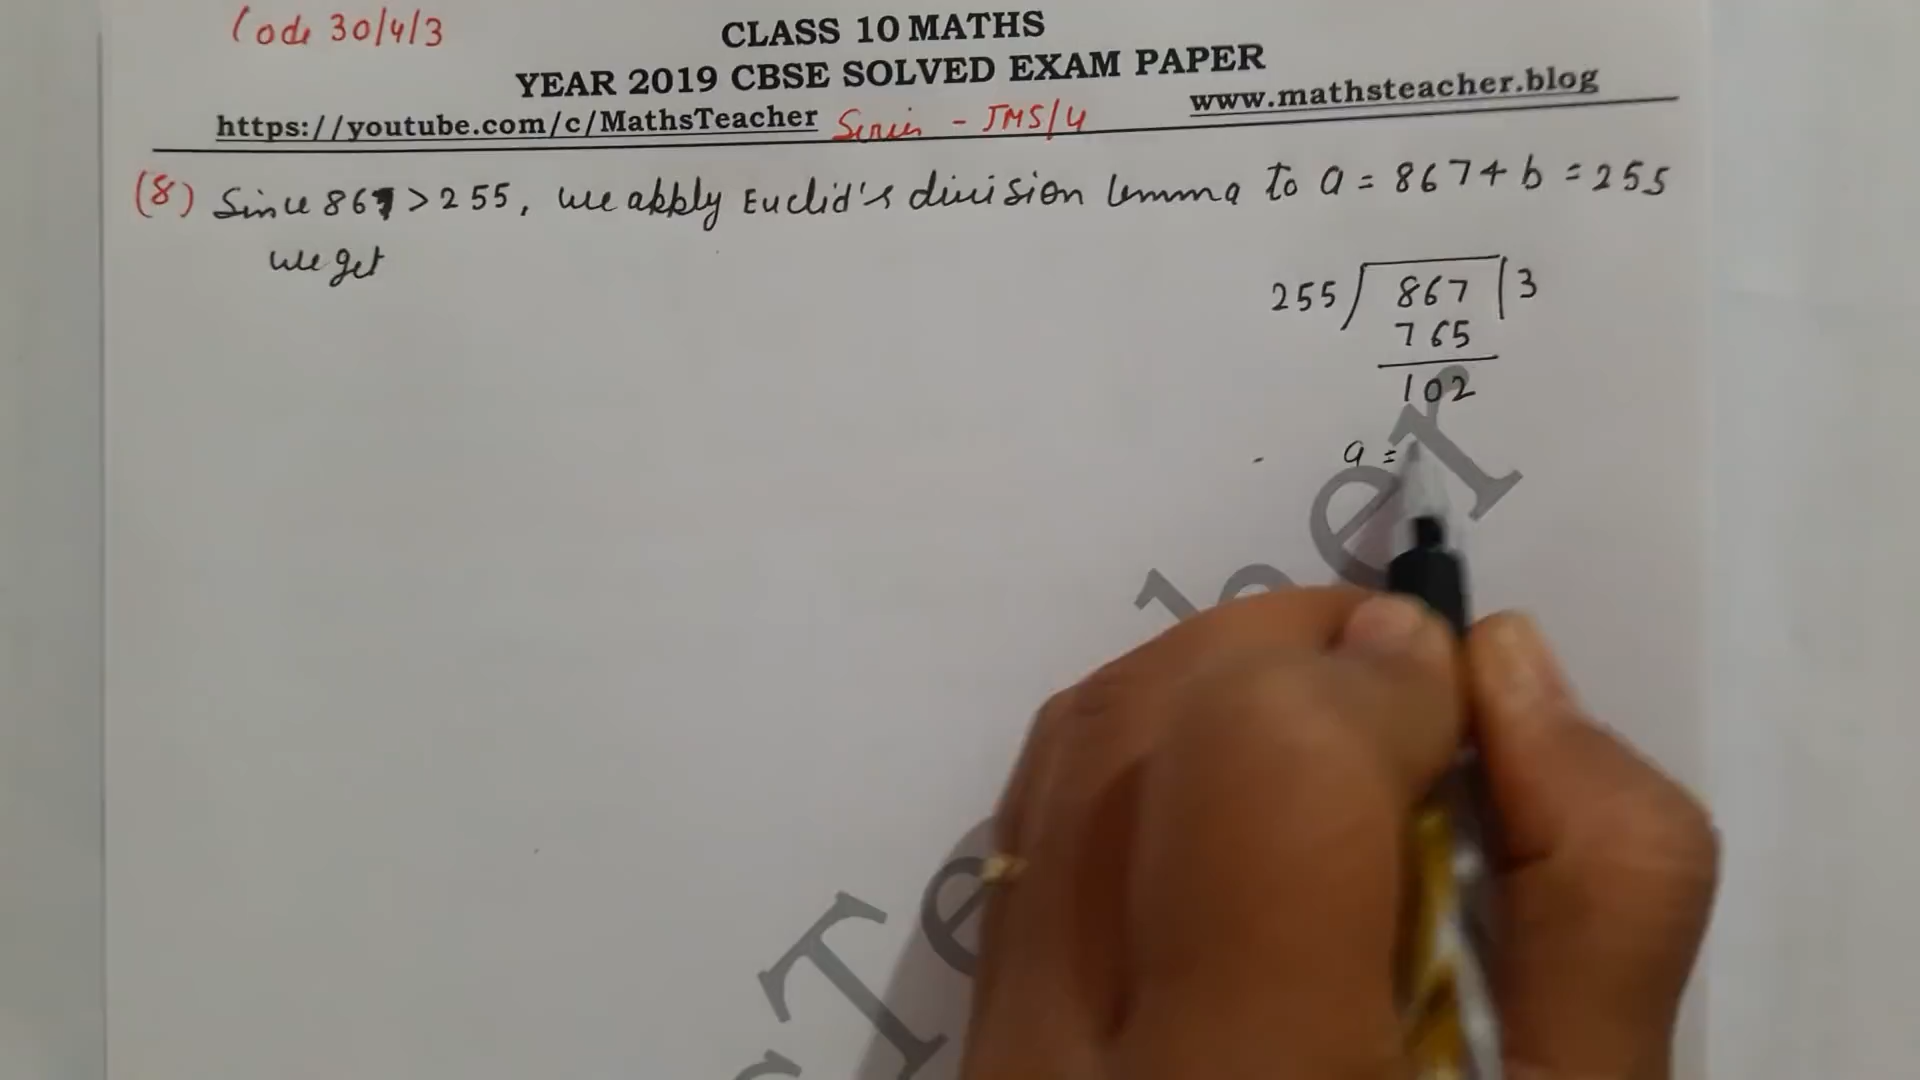 Code 30/4/3
CLASS 10 MATHS
YEAR 2019 CBSE SOLVED EXAM PAPER
https://youtube.com/c/MathsTeacher
Series - JMS/4
www.mathsteacher.blog
(8) Since 867 > 255, we apply Euclid's division lemma to a = 867 + b = 255
we get
255 867 3
765
102
a =